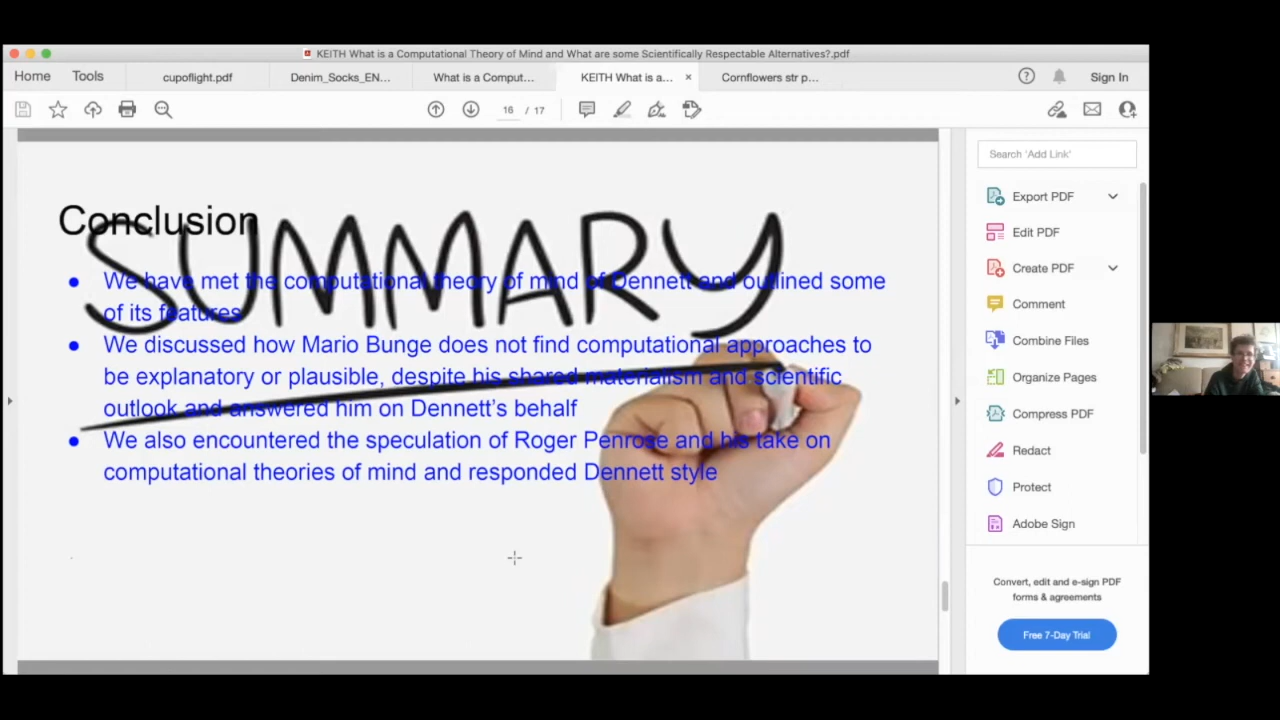 KEITH What is a Computational Theory of Mind and What are some Scientifically Respectable Alternatives?.pdf
Home Tools cupoflight.pdf Denim_Socks_EN... What is a Comput... KEITH What is a... × Cornflowers str p... Sign In
16 / 17
Search 'Add Link'
Export PDF
Edit PDF
Create PDF
Comment
Combine Files
Organize Pages
Compress PDF
Redact
Protect
Adobe Sign
Convert, edit and e-sign PDF
forms & agreements
Free 7-Day Trial
Conclusion
SUMMARY
● We have met the computational theory of mind of Dennett and outlined some
of its features
● We discussed how Mario Bunge does not find computational approaches to
be explanatory or plausible, despite his shared materialism and scientific
outlook and answered him on Dennett's behalf
● We also encountered the speculation of Roger Penrose and his take on
computational theories of mind and responded Dennett style